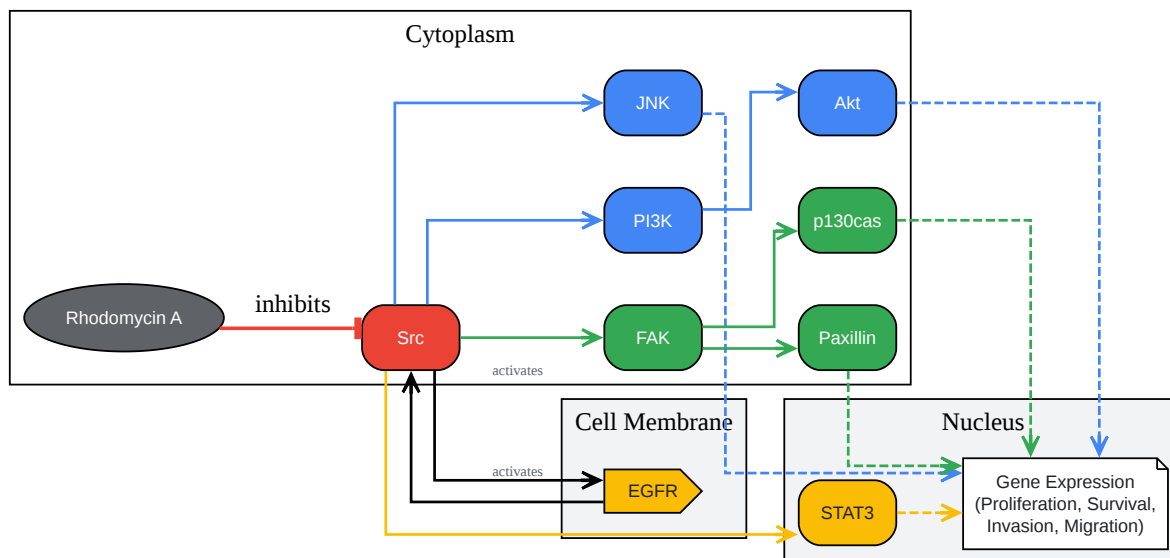 Cytoplasm
JNK
Akt
PI3K
p130cas
inhibits
Rhodomycin A
Src
FAK
Paxillin
activates
Cell Membrane
Nucleus
activates
EGFR
STAT3
Gene Expression
(Proliferation, Survival,
Invasion, Migration)